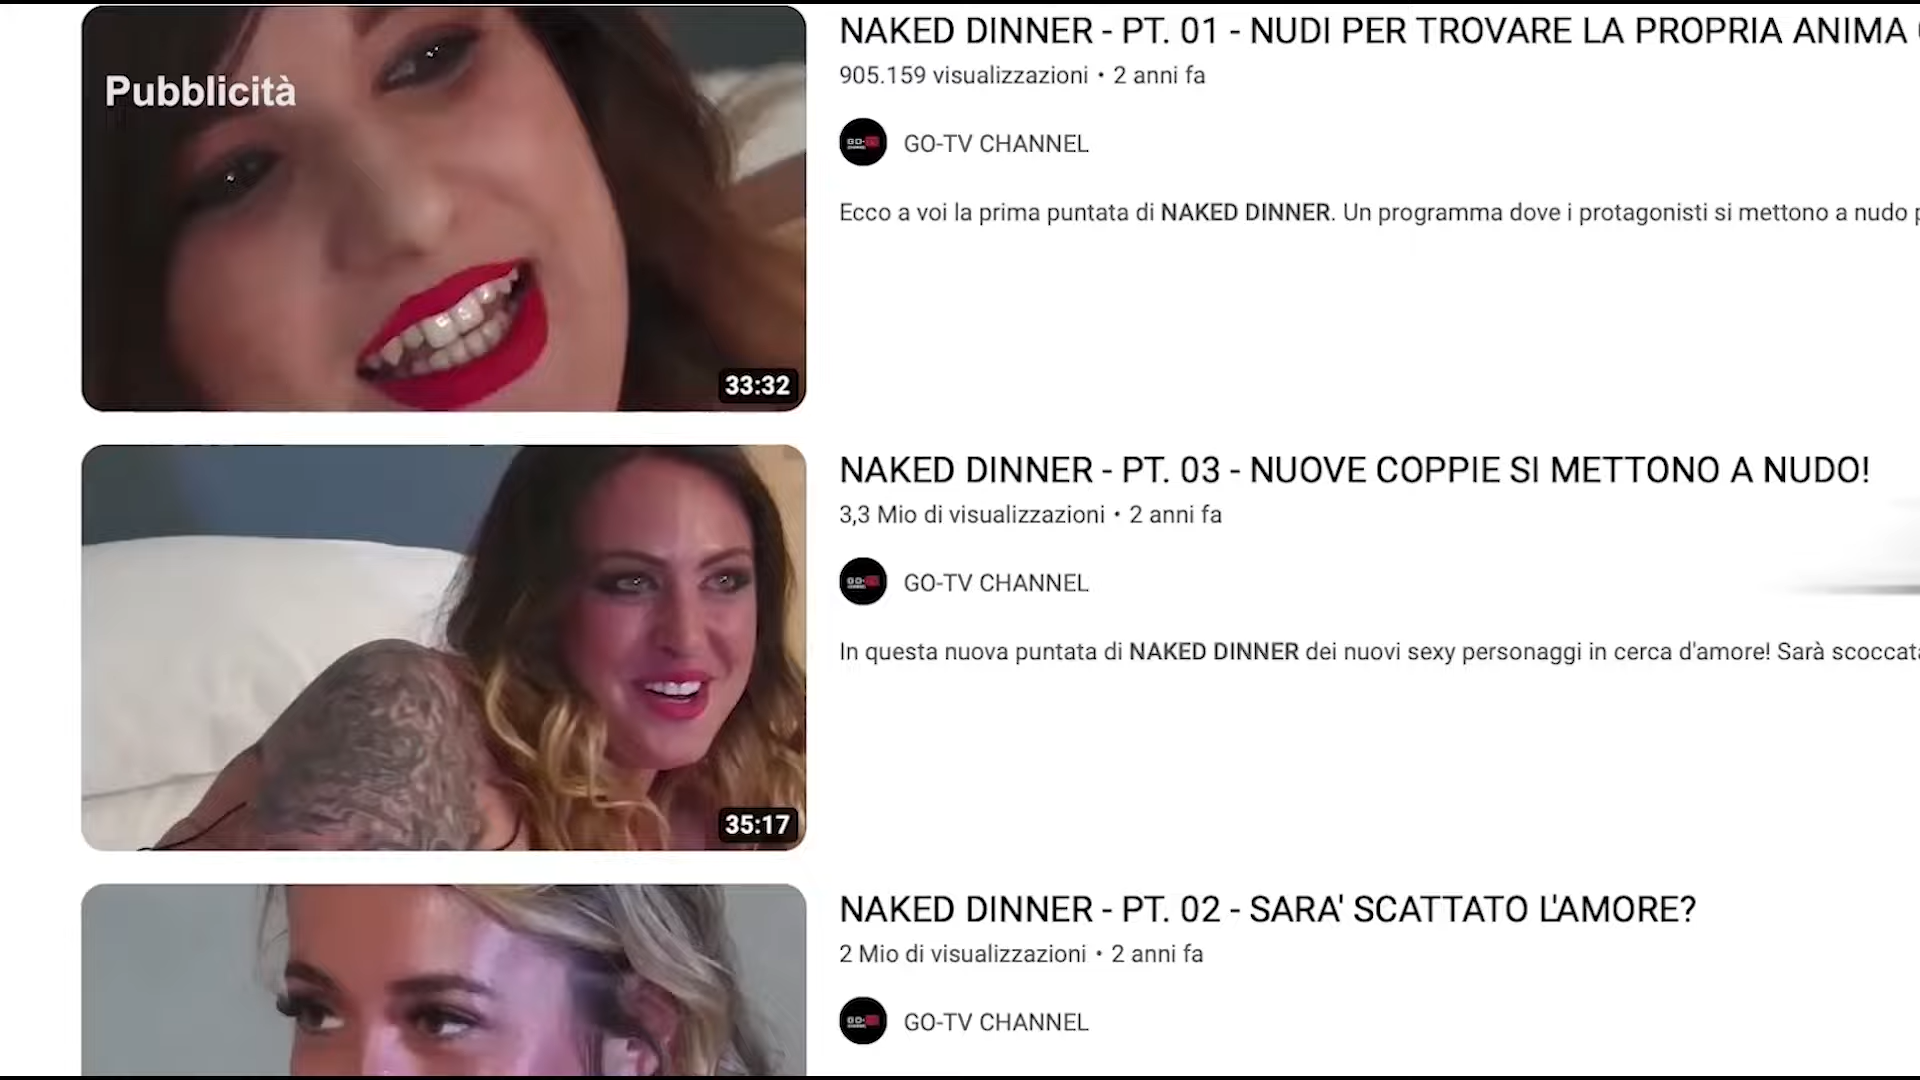 NAKED DINNER - PT. 01 - NUDI PER TROVARE LA PROPRIA ANIMA
905.159 visualizzazioni • 2 anni fa
Pubblicità
GO-TV CHANNEL
Ecco a voi la prima puntata di NAKED DINNER. Un programma dove i protagonisti si mettono a nudo
33:32
NAKED DINNER - PT. 03 - NUOVE COPPIE SI METTONO A NUDO!
3,3 Mio di visualizzazioni • 2 anni fa
GO-TV CHANNEL
In questa nuova puntata di NAKED DINNER dei nuovi sexy personaggi in cerca d'amore! Sarà
35:17
NAKED DINNER - PT. 02 - SARA' SCATTATO L'AMORE?
2 Mio di visualizzazioni • 2 anni fa
GO-TV CHANNEL